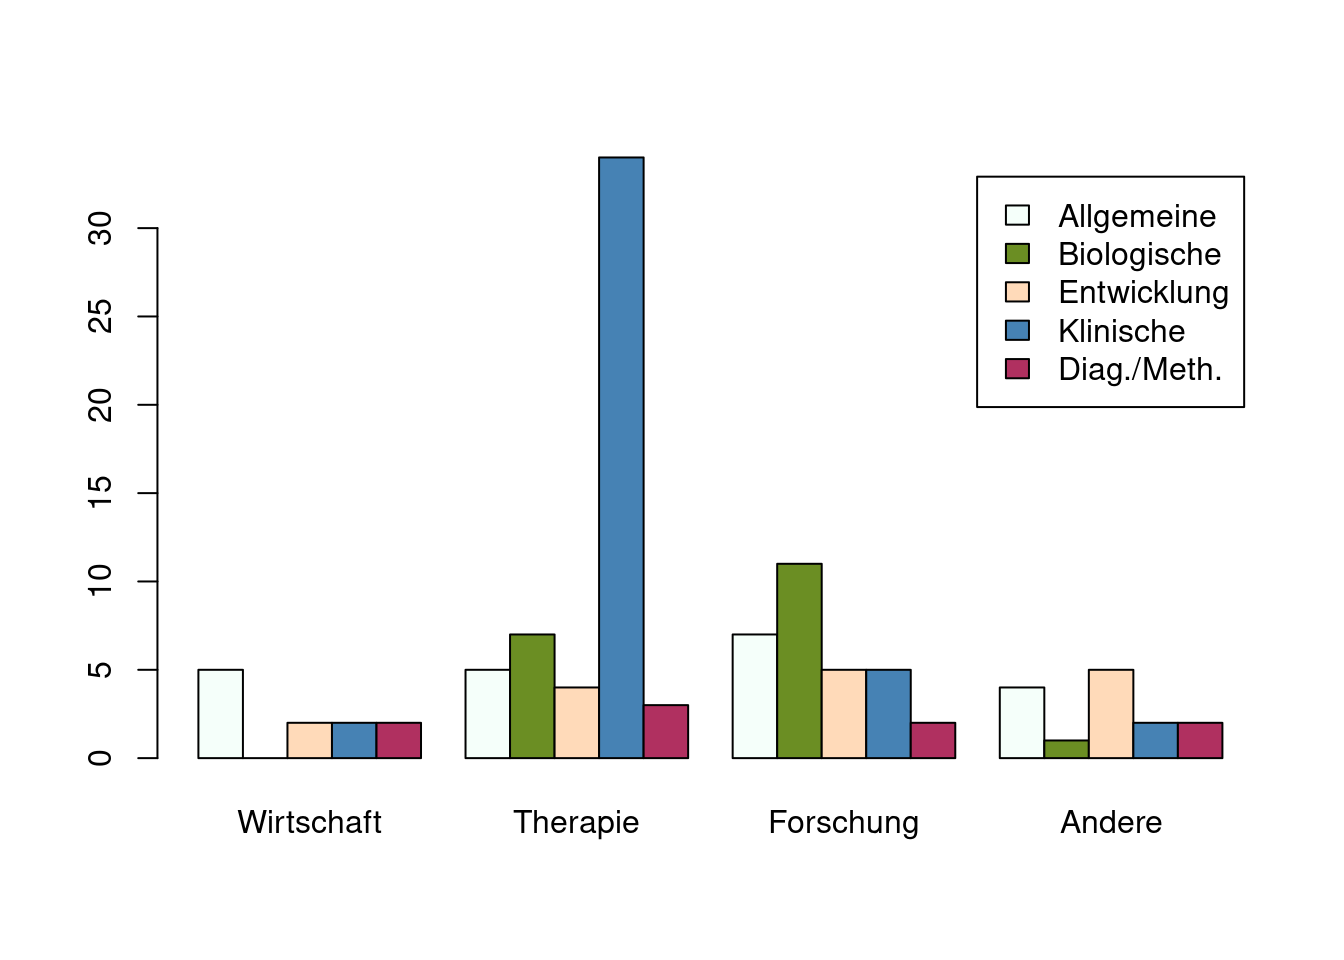 30
25
20
15
10
5
0
Allgemeine
Biologische
Entwicklung
Klinische
Diag./Meth.
Wirtschaft Therapie Forschung Andere